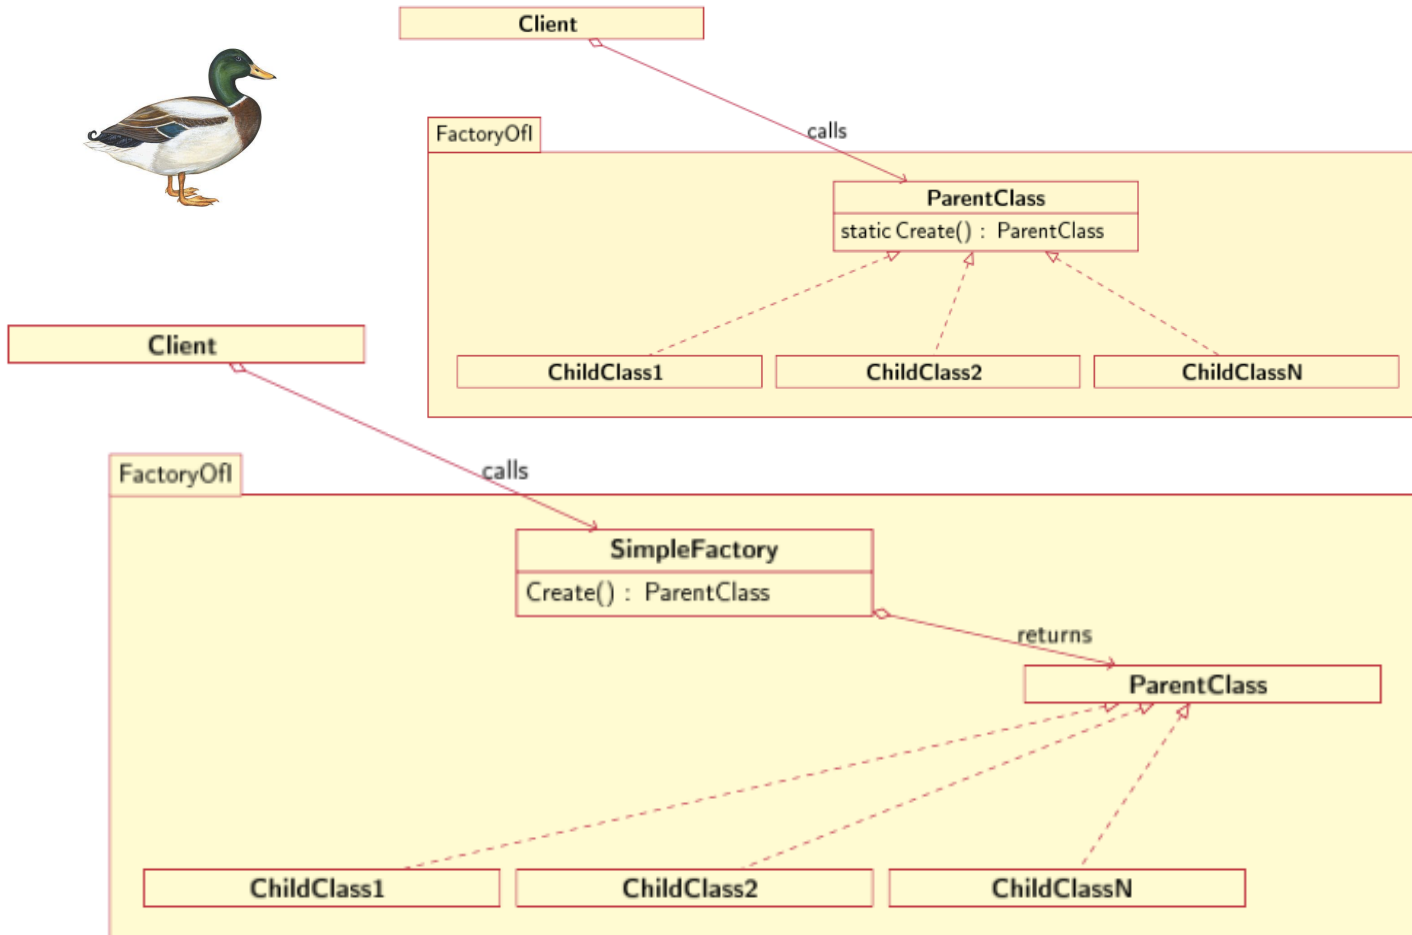 Client
calls
FactoryOfI
ParentClass
static Create() : ParentClass
ChildClass1
ChildClass2
ChildClassN
Client
calls
FactoryOfI
SimpleFactory
Create() : ParentClass
returns
ParentClass
ChildClass1
ChildClass2
ChildClassN